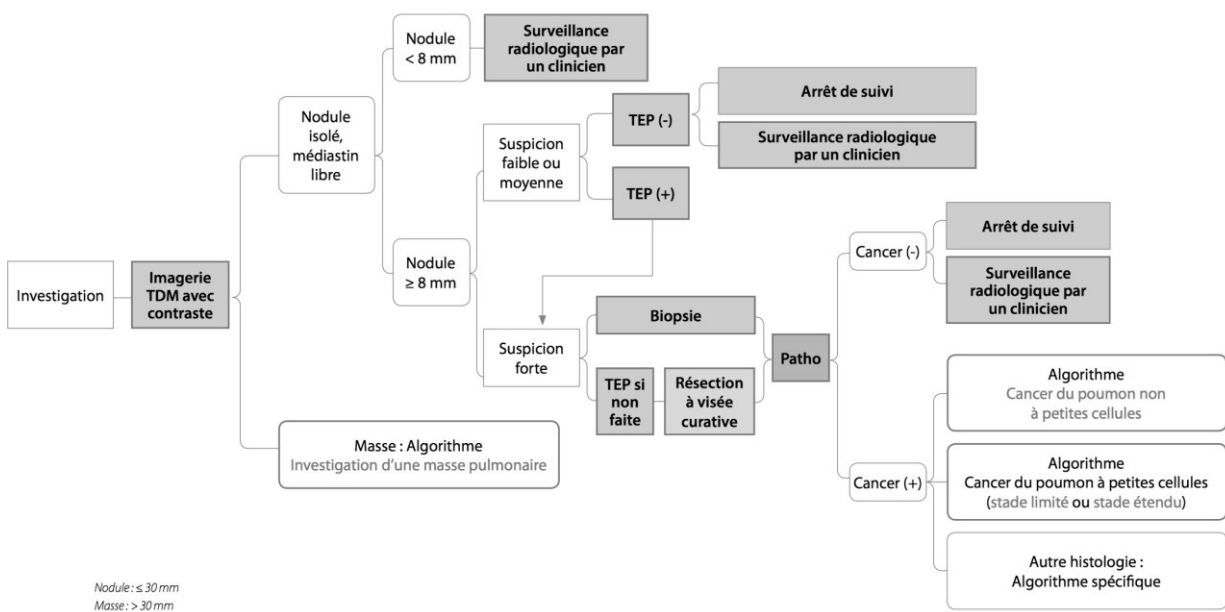 Investigation
Imagerie
TDM avec
contraste
Nodule
isolé,
médiastin
libre
Nodule
< 8 mm
Surveillance
radiologique par
un clinicien
Nodule
≥ 8 mm
Suspicion
faible ou
moyenne
TEP (-)
Arrêt de suivi
Surveillance radiologique
par un clinicien
TEP (+)
Suspicion
forte
Biopsie
TEP si
non
faite
Résection
à visée
curative
Patho
Cancer (-)
Arrêt de suivi
Surveillance
radiologique par
un clinicien
Cancer (+)
Algorithme
Cancer du poumon non
à petites cellules
Algorithme
Cancer du poumon à petites cellules
(stade limité ou stade étendu)
Autre histologie :
Algorithme spécifique
Masse : Algorithme
Investigation d'une masse pulmonaire
Nodule : ≤ 30 mm
Masse : > 30 mm